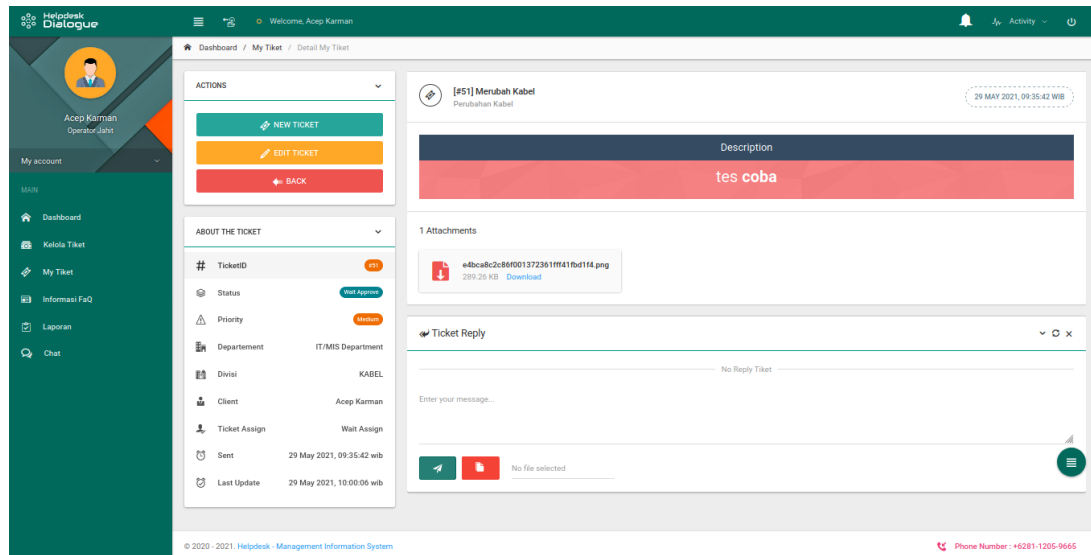 Helpdesk
Dialogue
Welcome, Acep Karman
Activity
Dashboard / My Tiket / Detail My Tiket
Acep Karman
Operator Jahit
My account
MAIN
Dashboard
Kelola Tiket
My Tiket
Informasi FaQ
Laporan
Chat
ACTIONS
NEW TICKET
EDIT TICKET
BACK
ABOUT THE TICKET
TicketID #51
Status Wait Approve
Priority Medium
Departement IT/MIS Department
Divisi KABEL
Client Acep Karman
Ticket Assign Wait Assign
Sent 29 May 2021, 09:35:42 wib
Last Update 29 May 2021, 10:00:06 wib
[#51] Merubah Kabel
Perubahan Kabel
29 MAY 2021, 09:35:42 WIB
Description
tes coba
1 Attachments
e4bca8c2c86f001372361fff41fbd1f4.png
289.26 KB Download
Ticket Reply
No Reply Tiket
Enter your message...
No file selected
© 2020 - 2021. Helpdesk - Management Information System
Phone Number : +6281-1205-9665